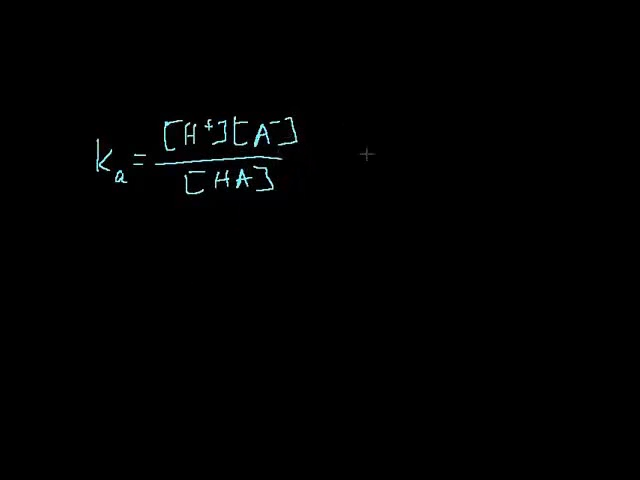 Ka = [H+][A-] / [HA]